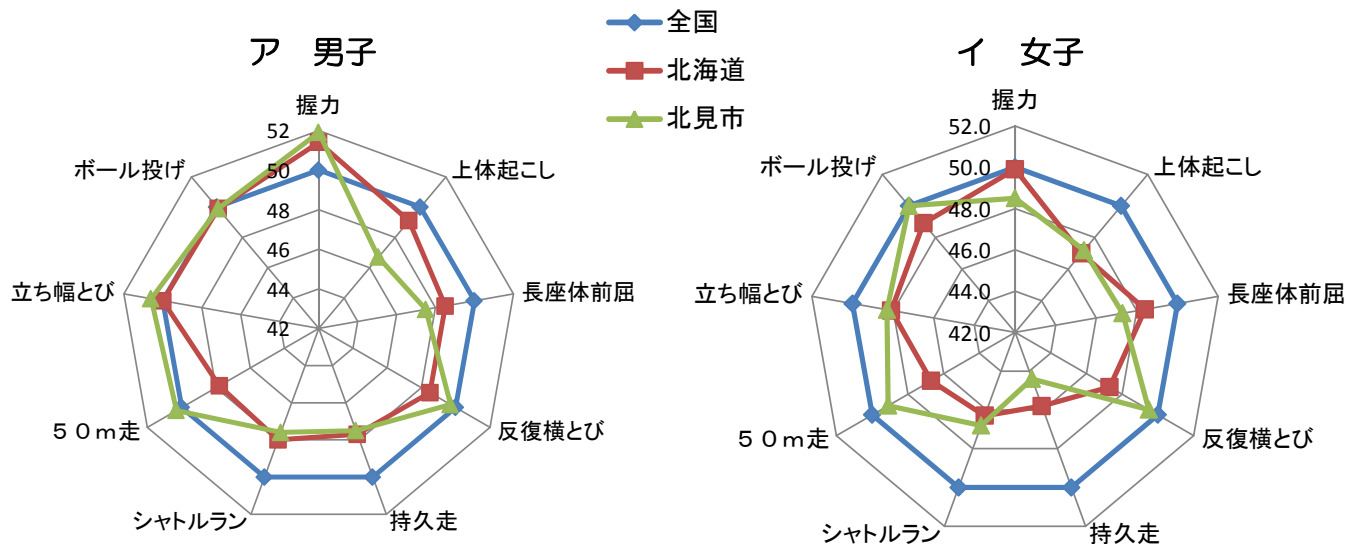 全国
北海道
北見市
ア 男子
握力
上体起こし
長座体前屈
反復横とび
持久走
シャトルラン
５０ｍ走
立ち幅とび
ボール投げ
52
50
48
46
44
42
イ 女子
握力
上体起こし
長座体前屈
反復横とび
持久走
シャトルラン
５０ｍ走
立ち幅とび
ボール投げ
52.0
50.0
48.0
46.0
44.0
42.0